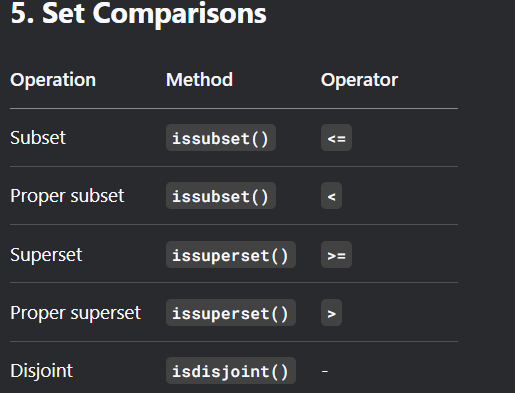 5. Set Comparisons
Operation Method Operator
Subset issubset() <=
Proper subset issubset() <
Superset issuperset() >=
Proper superset issuperset() >
Disjoint isdisjoint() -